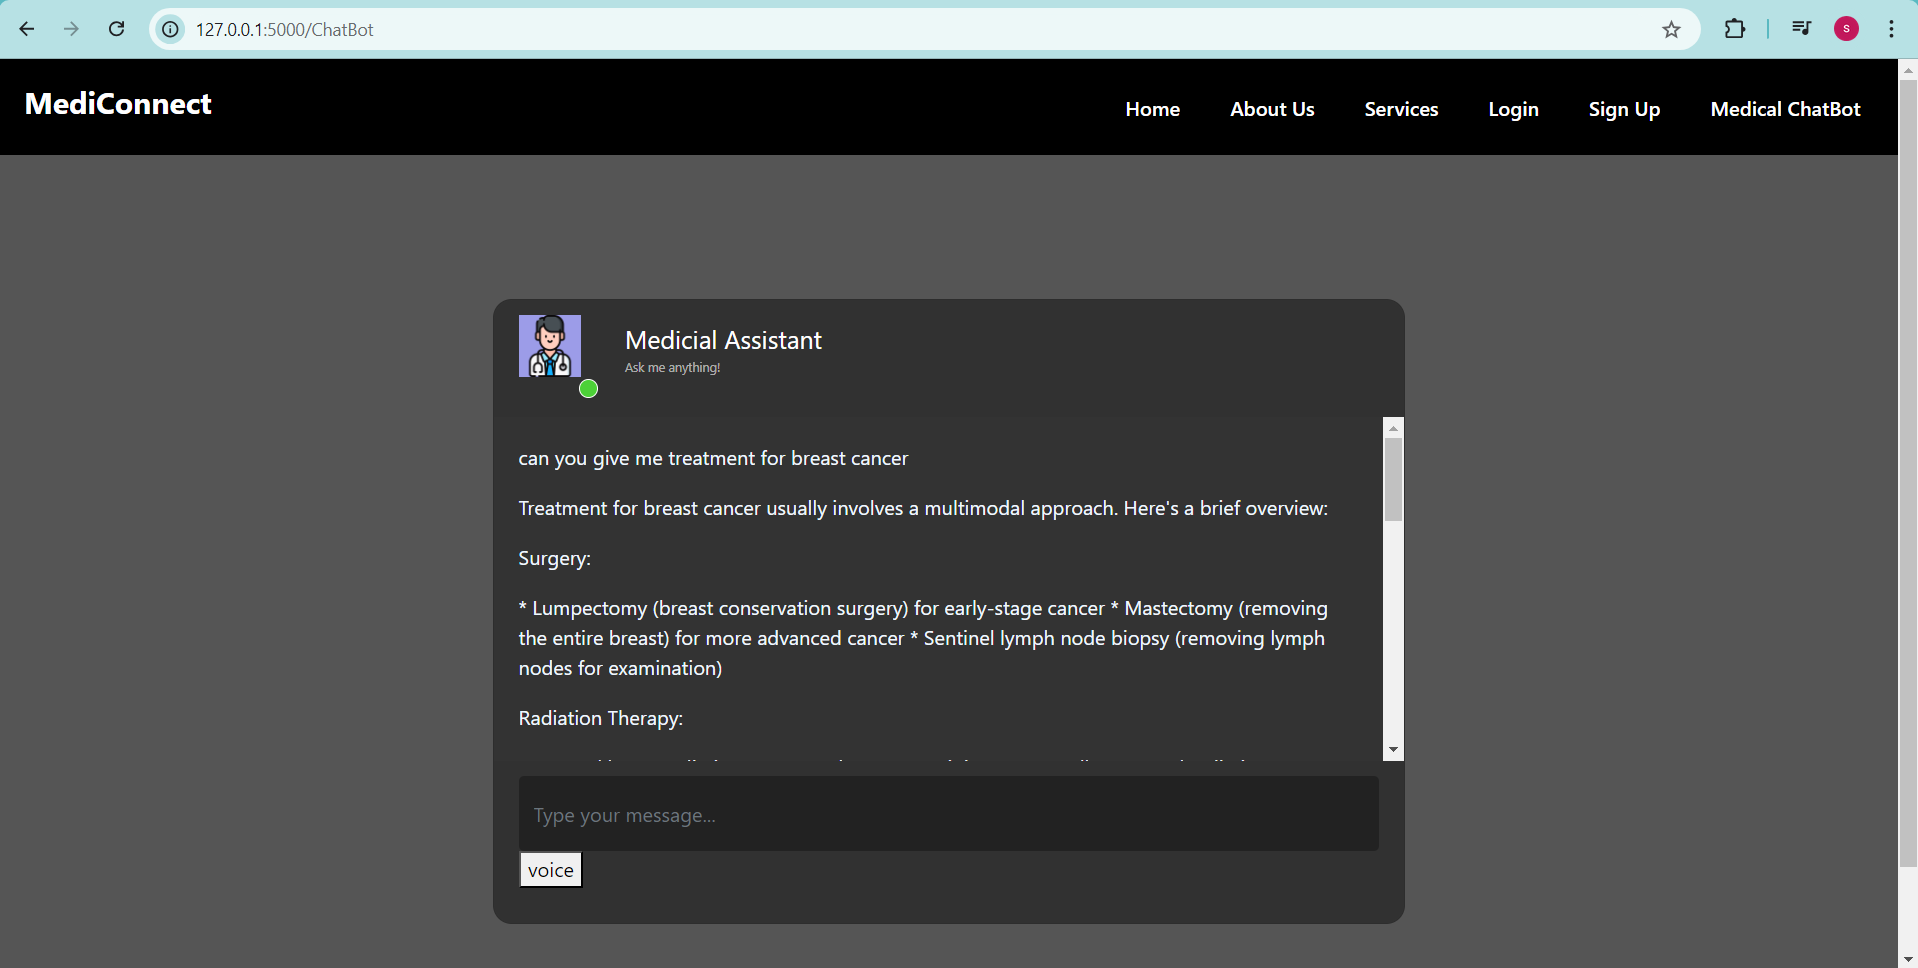 127.0.0.1:5000/ChatBot
S
MediConnect
Home About Us Services Login Sign Up Medical ChatBot
Medicial Assistant
Ask me anything!
can you give me treatment for breast cancer
Treatment for breast cancer usually involves a multimodal approach. Here's a brief overview:
Surgery:
* Lumpectomy (breast conservation surgery) for early-stage cancer * Mastectomy (removing
the entire breast) for more advanced cancer * Sentinel lymph node biopsy (removing lymph
nodes for examination)
Radiation Therapy:
Type your message...
voice